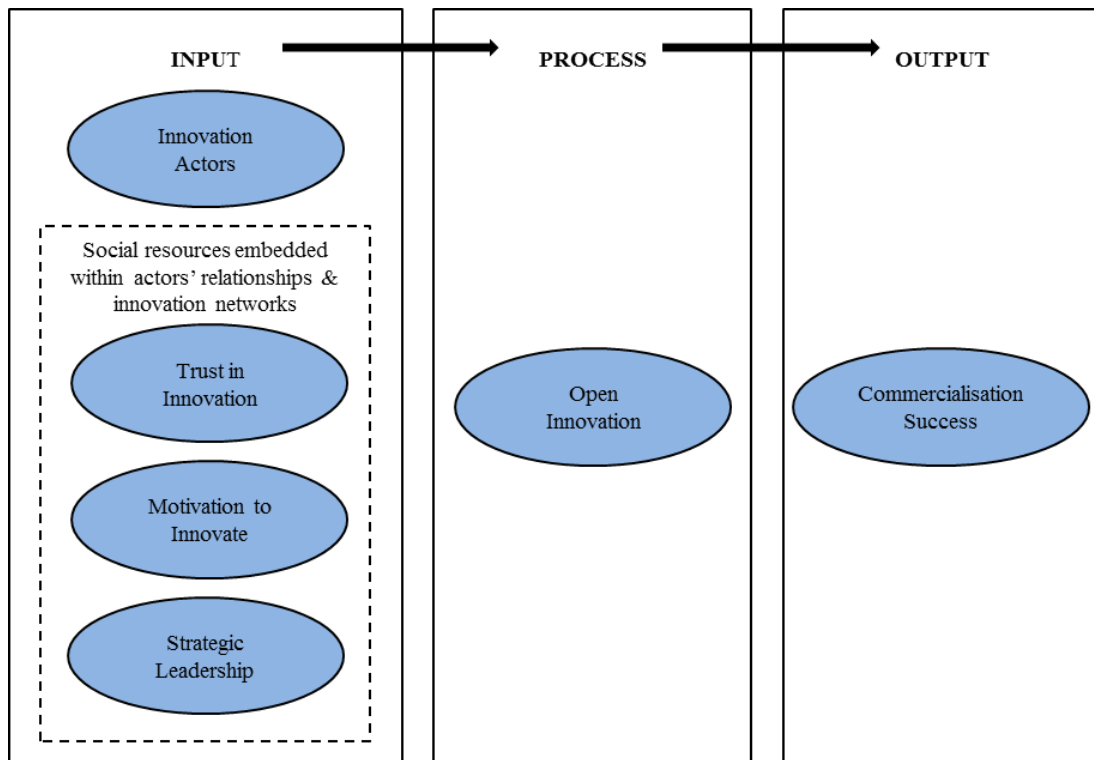 INPUT
PROCESS
OUTPUT
Innovation
Actors
Social resources embedded
within actors’ relationships &
innovation networks
Trust in
Innovation
Motivation to
Innovate
Strategic
Leadership
Open
Innovation
Commercialisation
Success